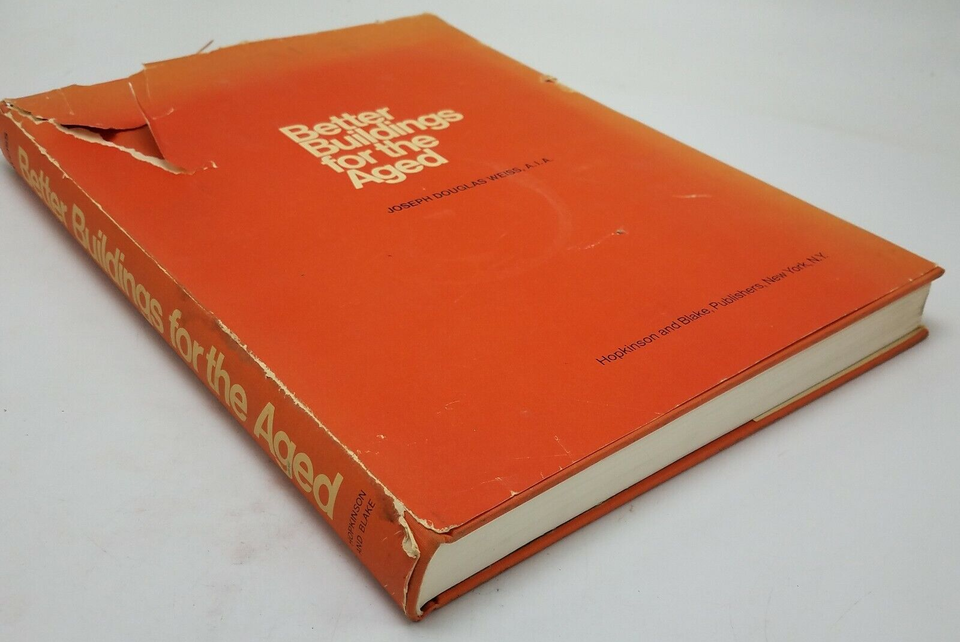 Better
Buildings
for the
Aged
JOSEPH DOUGLAS WEISS, A.I.A.
Hopkinson and Blake, Publishers, New York, N.Y.
Better Buildings for the Aged
HOPKINSON
AND BLAKE